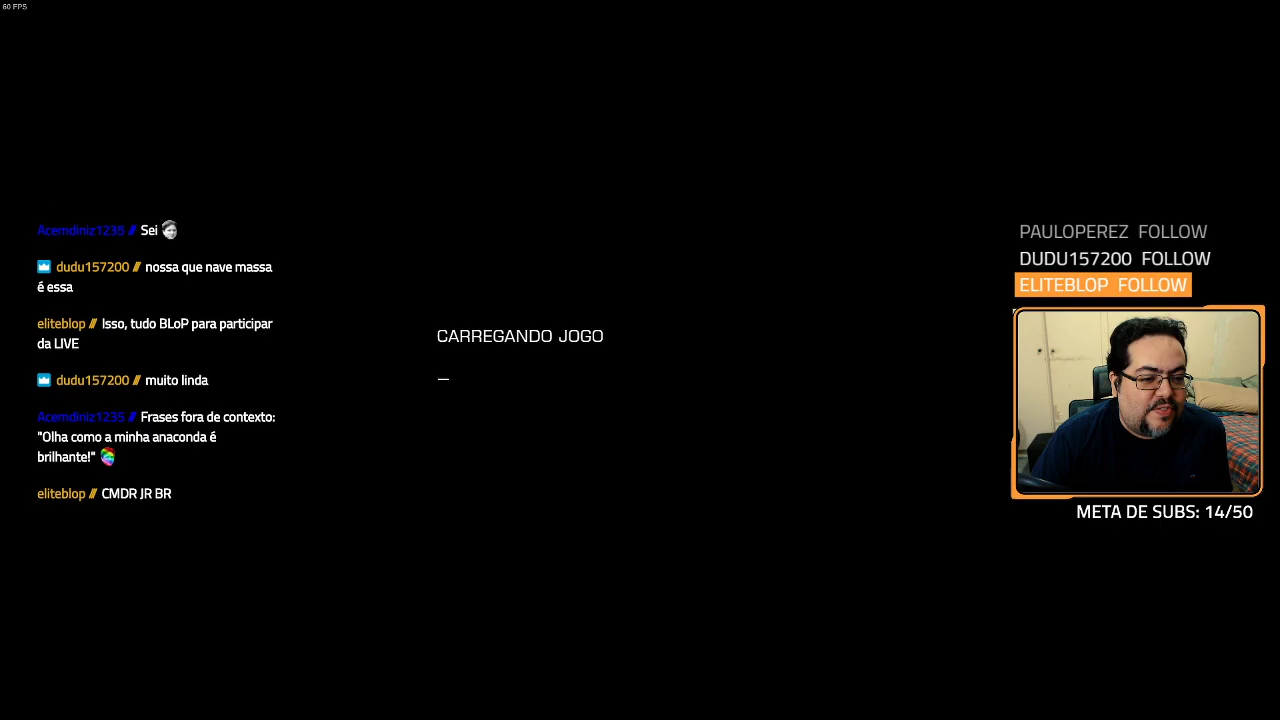 60 FPS
Acemdiniz1235 /// Sei
dudu157200 /// nossa que nave massa
é essa
eliteblop /// Isso, tudo BLoP para participar
da LIVE
dudu157200 /// muito linda
Acemdiniz1235 /// Frases fora de contexto:
"Olha como a minha anaconda é
brilhante!"
eliteblop /// CMDR JR BR
CARREGANDO JOGO
_
PAULOPEREZ FOLLOW
DUDU157200 FOLLOW
ELITEBLOP FOLLOW
META DE SUBS: 14/50